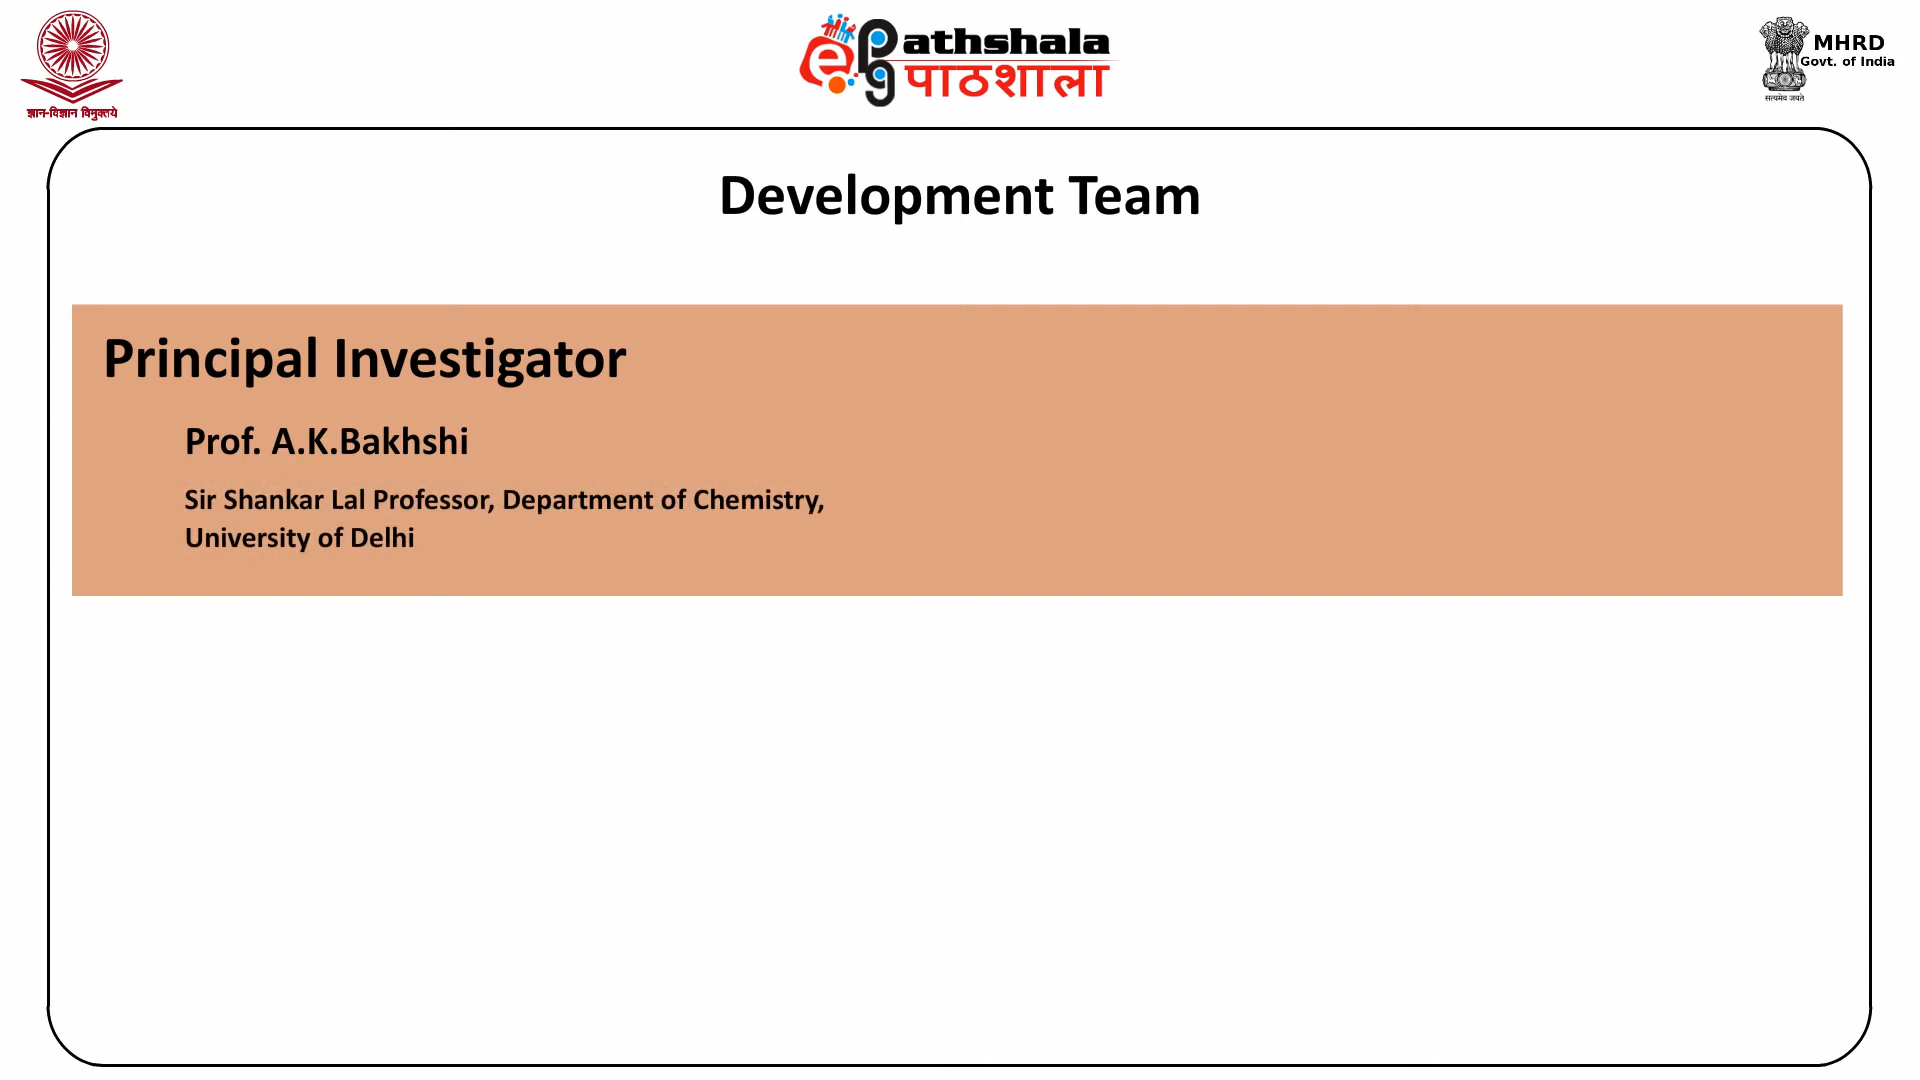 ज्ञान-विज्ञान विमुक्तये
e pg athshala
पाठशाला
MHRD
Govt. of India
सत्यमेव जयते
Development Team
Principal Investigator
Prof. A.K.Bakhshi
Sir Shankar Lal Professor, Department of Chemistry,
University of Delhi